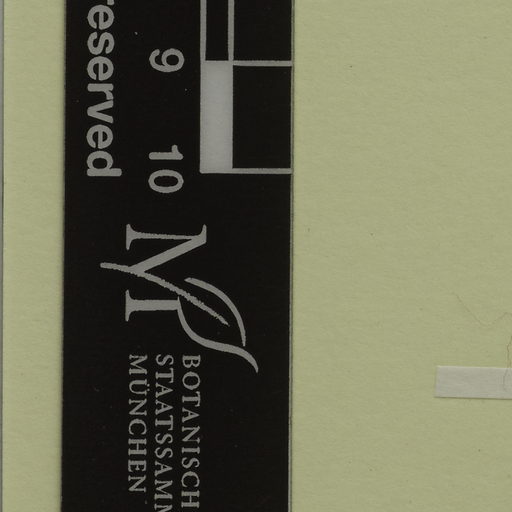 reserved
9 10
BOTANISCH
STAATSSAMM
MÜNCHEN